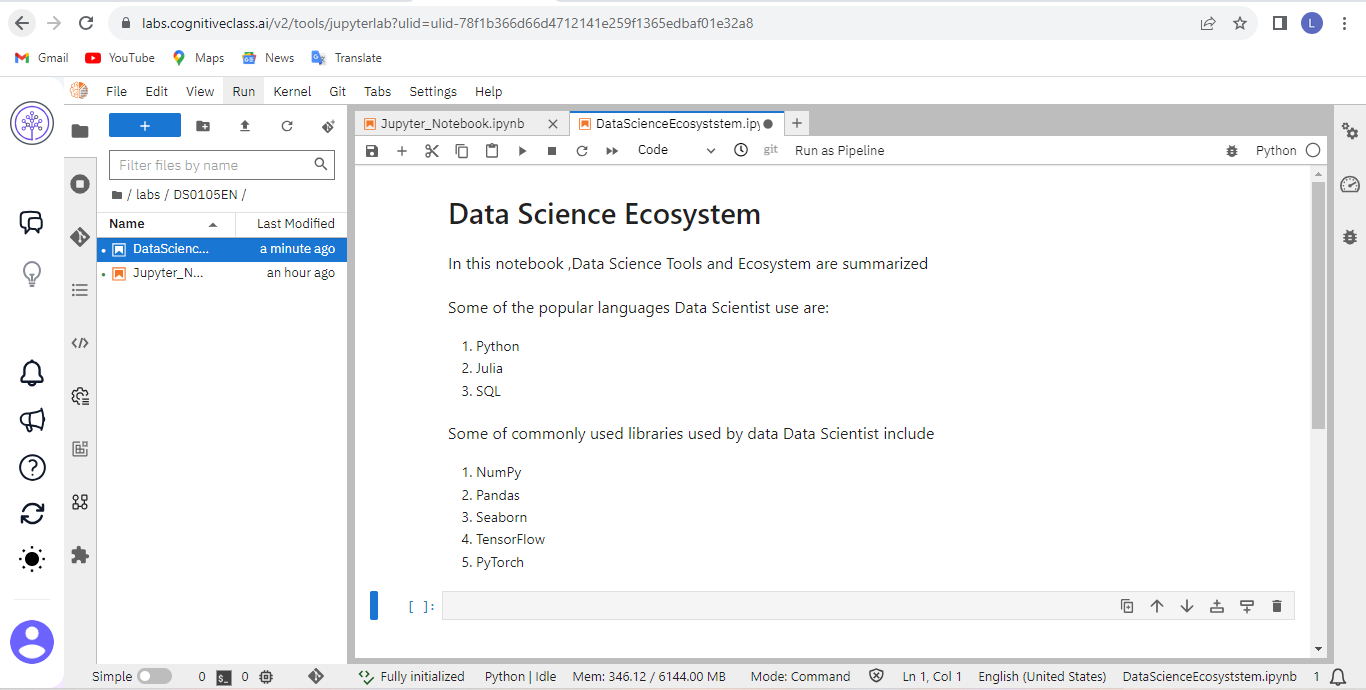 labs.cognitiveclass.ai/v2/tools/jupyterlab?ulid=ulid-78f1b366d66d4712141e259f1365edbaf01e32a8
L
Gmail YouTube Maps News Translate
File Edit View Run Kernel Git Tabs Settings Help
+
Jupyter_Notebook.ipynb
DataScienceEcosyststem.ipy
Filter files by name
/ labs / DS0105EN /
Name Last Modified
DataScienc... a minute ago
Jupyter_N... an hour ago
Code git Run as Pipeline Python
Data Science Ecosystem
In this notebook ,Data Science Tools and Ecosystem are summarized
Some of the popular languages Data Scientist use are:
1. Python
2. Julia
3. SQL
Some of commonly used libraries used by data Data Scientist include
1. NumPy
2. Pandas
3. Seaborn
4. TensorFlow
5. PyTorch
[ ]:
Simple 0 $_ 0 Fully initialized Python | Idle Mem: 346.12 / 6144.00 MB Mode: Command Ln 1, Col 1 English (United States) DataScienceEcosyststem.ipynb 1